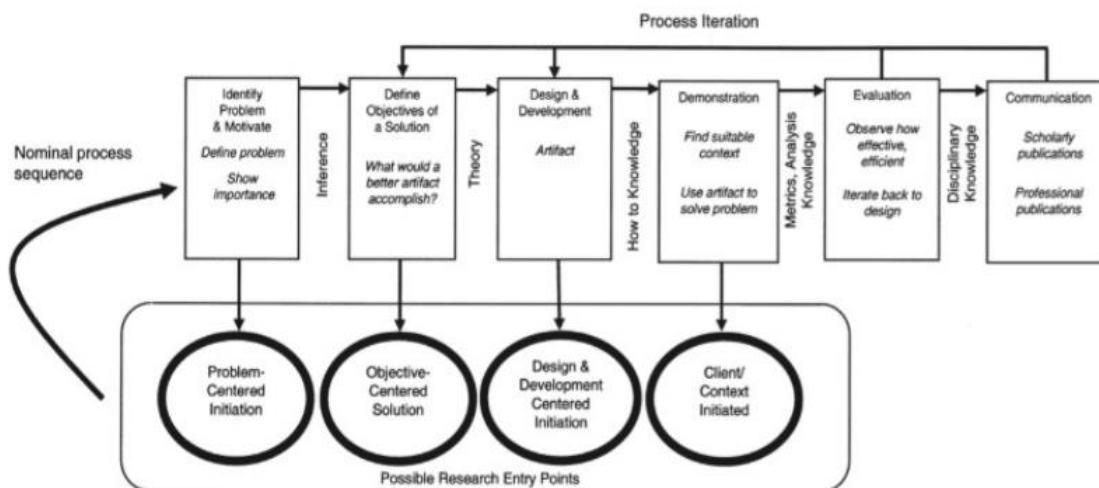 Process Iteration
Nominal process
sequence
Identify
Problem
& Motivate
Define problem
Show
importance
Inference
Define
Objectives of
a Solution
What would a
better artifact
accomplish?
Theory
Design &
Development
Artifact
How to Knowledge
Demonstration
Find suitable
context
Use artifact to
solve problem
Metrics, Analysis
Knowledge
Evaluation
Observe how
effective,
efficient
Iterate back to
design
Disciplinary
Knowledge
Communication
Scholarly
publications
Professional
publications
Problem-
Centered
Initiation
Objective-
Centered
Solution
Design &
Development
Centered
Initiation
Client/
Context
Initiated
Possible Research Entry Points